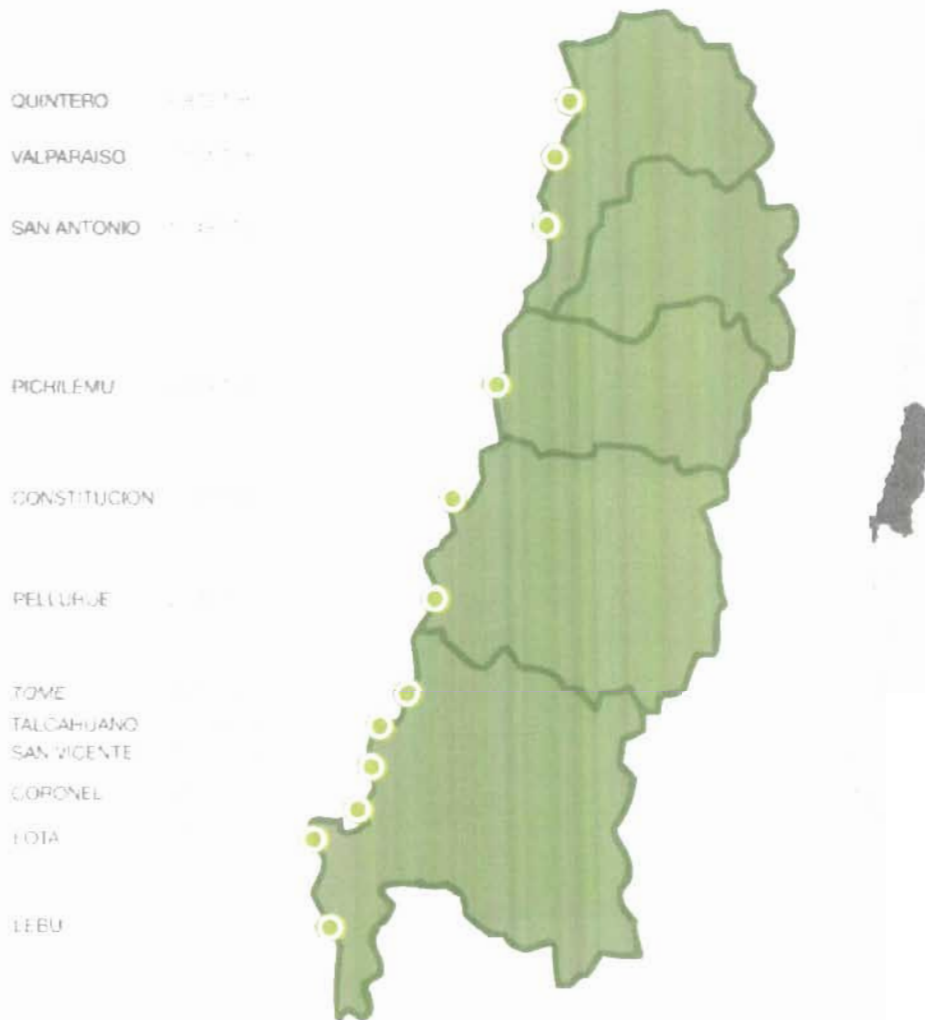 QUINTERO
VALPARAISO
SAN ANTONIO
PICHILEMU
CONSTITUCION
PELLUHUE
TOME
TALCAHUANO
SAN VICENTE
CORONEL
LOTA
LEBU